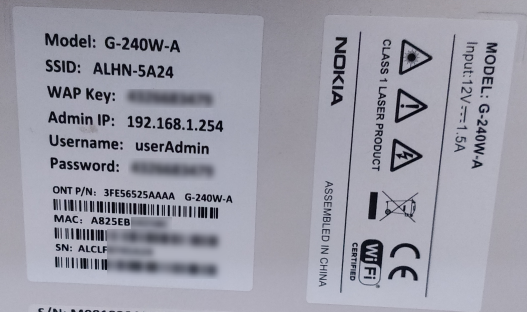 Model: G-240W-A
SSID: ALHN-5A24
WAP Key:
Admin IP: 192.168.1.254
Username: userAdmin
Password:
ONT P/N: 3FE56525AAAA G-240W-A
MAC: A825EB
SN: ALCLF
MODEL: G-240W-A
Input:12V⎓1.5A
CLASS 1 LASER PRODUCT
NOKIA
ASSEMBLED IN CHINA
Wi Fi
CERTIFIED
CE